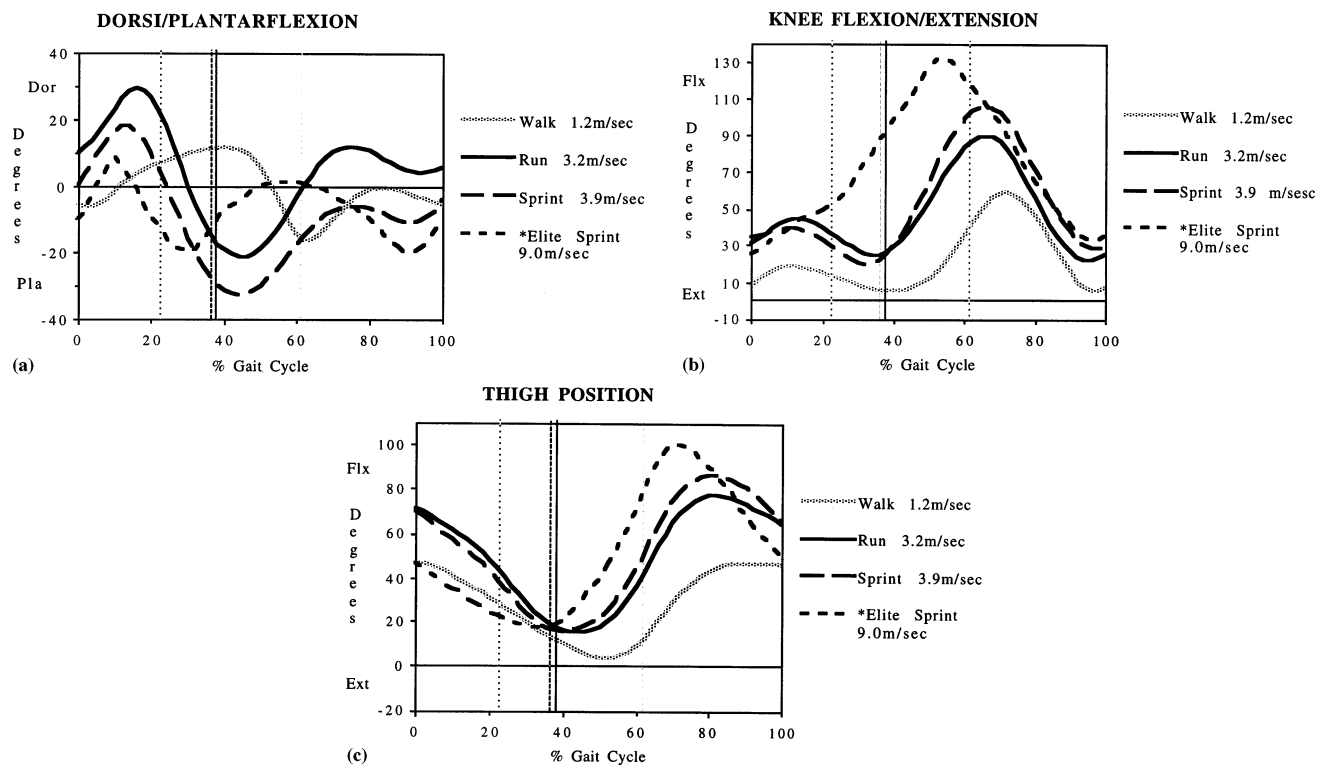 DORSI/PLANTARFLEXION
40
Dor
20
0
-20
Pla
-40
Degrees
0 20 40 60 80 100
% Gait Cycle
(a)
Walk 1.2m/sec
Run 3.2m/sec
Sprint 3.9m/sec
*Elite Sprint
9.0m/sec
KNEE FLEXION/EXTENSION
130
Flx
110
90
70
50
30
10
Ext
-10
Degrees
0 20 40 60 80 100
% Gait Cycle
(b)
Walk 1.2m/sec
Run 3.2m/sec
Sprint 3.9 m/sesc
*Elite Sprint
9.0m/sec
THIGH POSITION
100
Flx
80
60
40
20
0
Ext
-20
Degrees
0 20 40 60 80 100
% Gait Cycle
(c)
Walk 1.2m/sec
Run 3.2m/sec
Sprint 3.9m/sec
*Elite Sprint
9.0m/sec